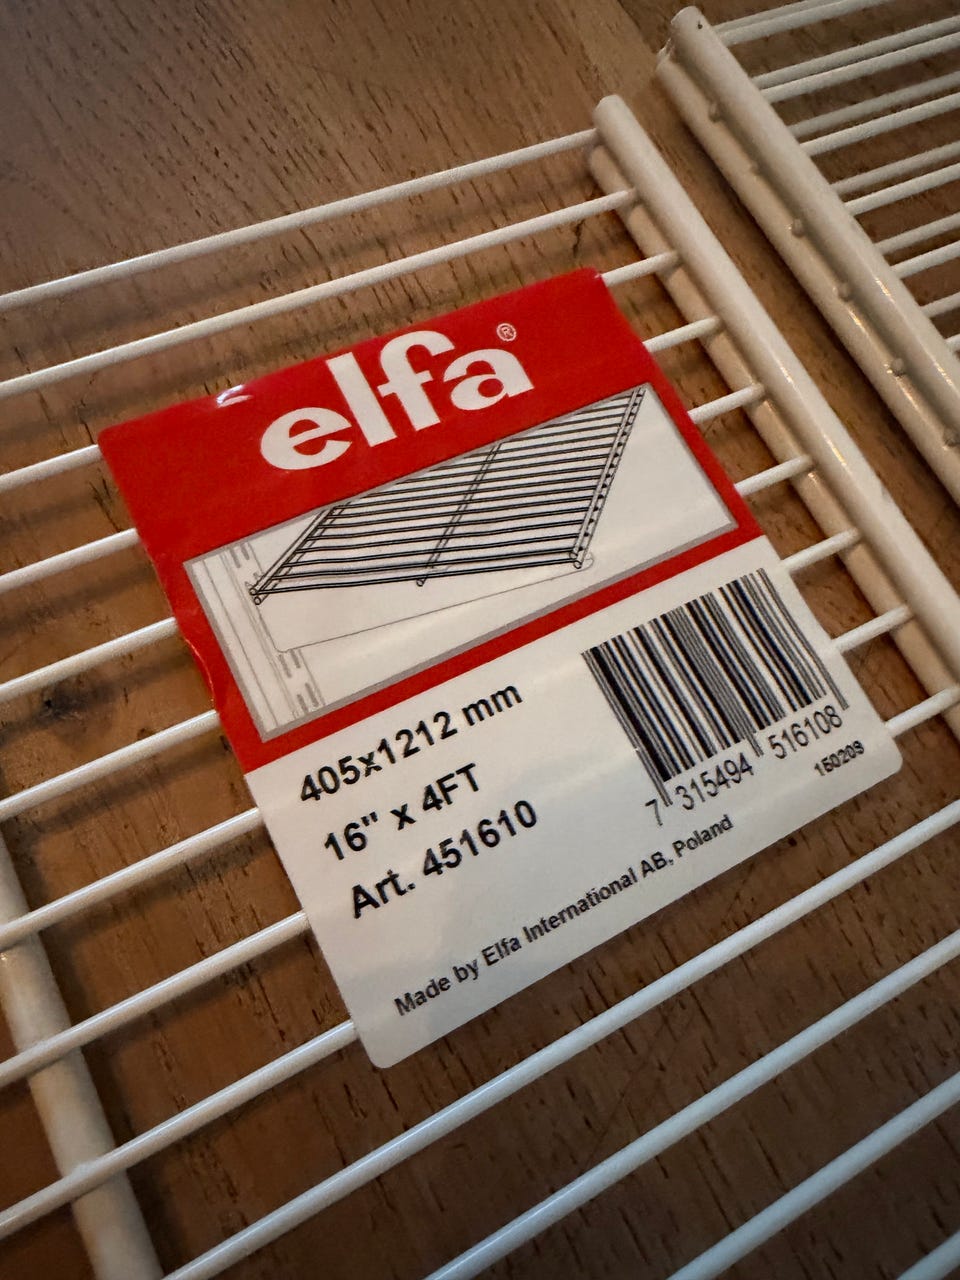 elfa®
405x1212 mm
16" x 4FT
Art. 451610
7 315494 516108
150209
Made by Elfa International AB, Poland